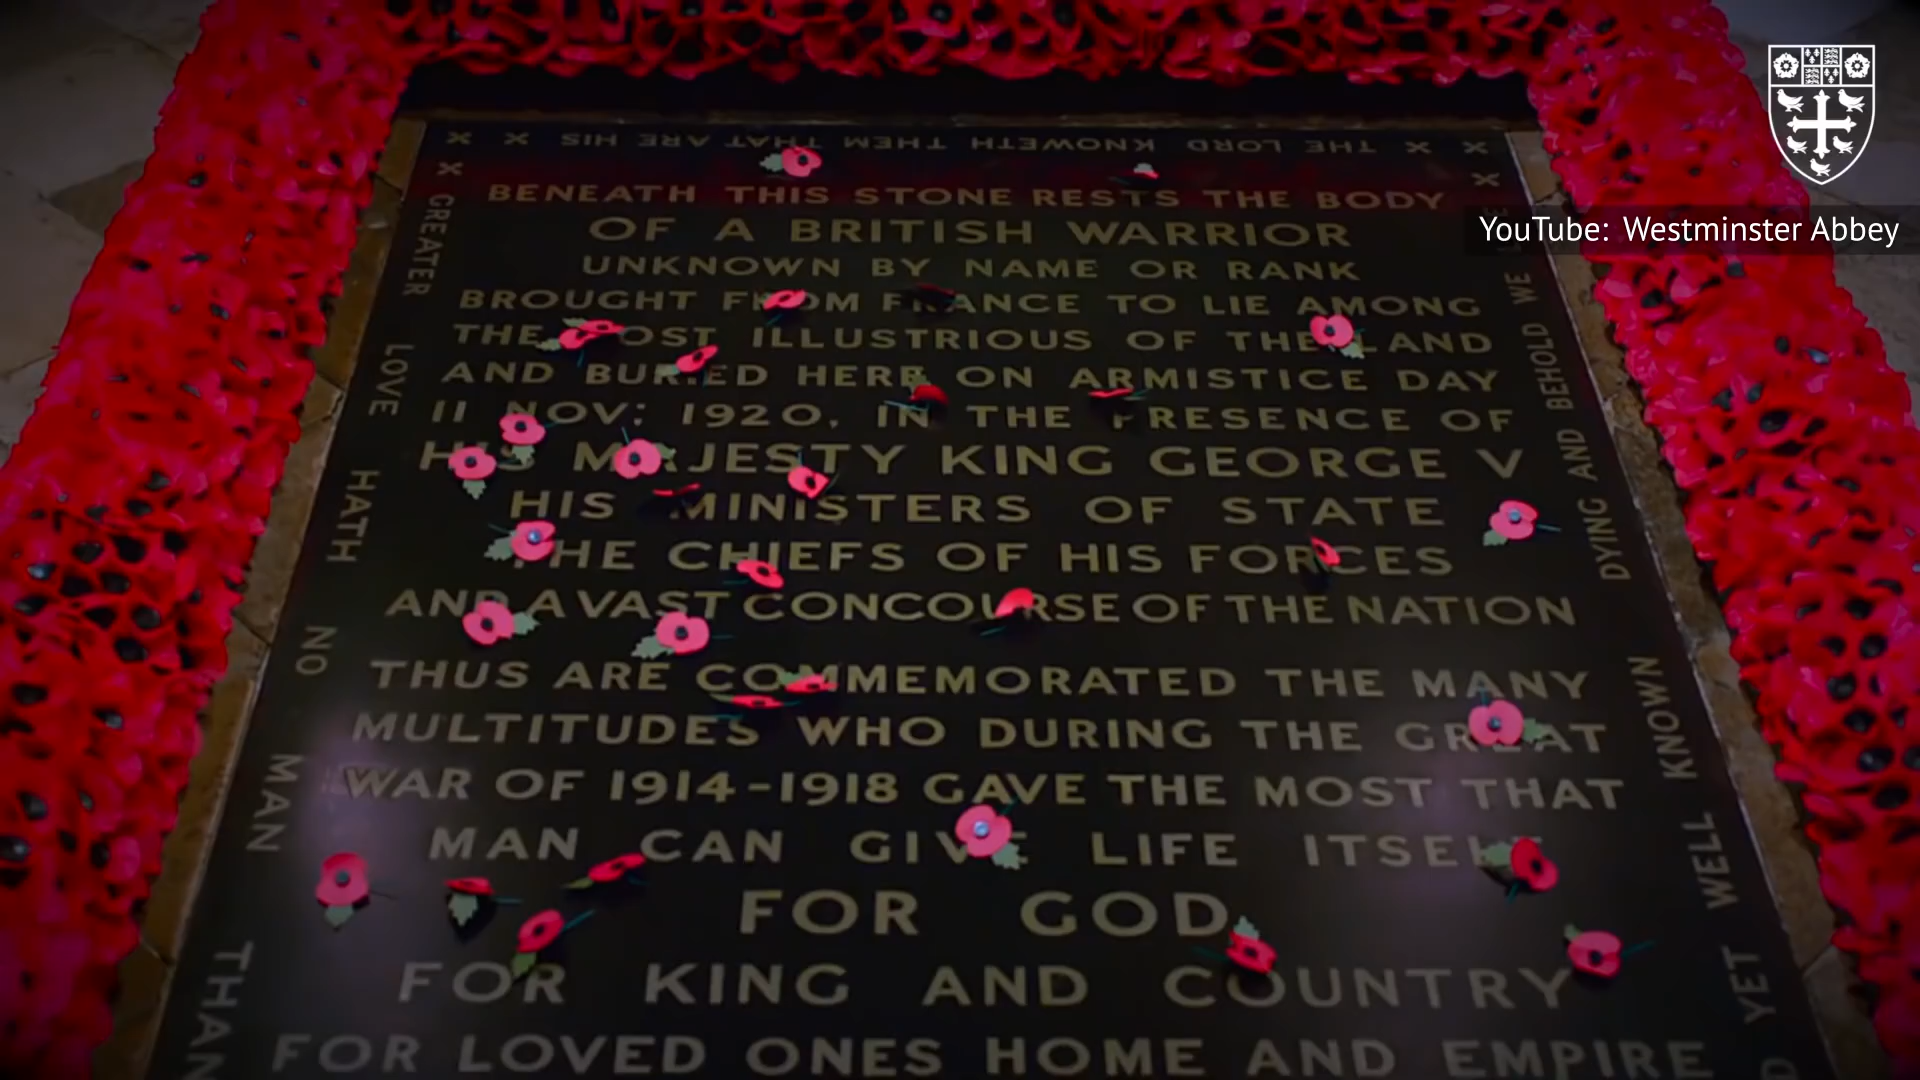 YouTube: Westminster Abbey
THE LORD KNOWETH THEM THAT ARE HIS
BENEATH THIS STONE RESTS THE BODY
OF A BRITISH WARRIOR
UNKNOWN BY NAME OR RANK
BROUGHT FROM FRANCE TO LIE AMONG
THE MOST ILLUSTRIOUS OF THE LAND
AND BURIED HERE ON ARMISTICE DAY
11 NOV: 1920, IN THE PRESENCE OF
HIS MAJESTY KING GEORGE V
HIS MINISTERS OF STATE
THE CHIEFS OF HIS FORCES
AND A VAST CONCOURSE OF THE NATION
THUS ARE COMMEMORATED THE MANY
MULTITUDES WHO DURING THE GREAT
WAR OF 1914-1918 GAVE THE MOST THAT
MAN CAN GIVE LIFE ITSELF
FOR GOD
FOR KING AND COUNTRY
FOR LOVED ONES HOME AND EMPIRE
GREATER LOVE HATH NO MAN THAN
YET WELL KNOWN DYING AND BEHOLD WE